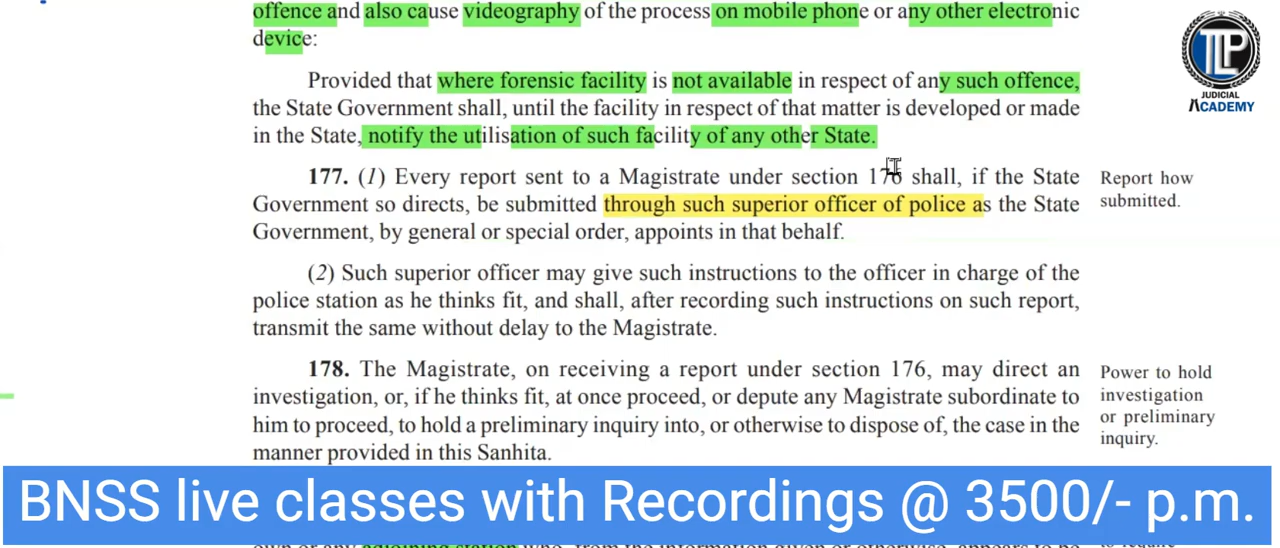 offence and also cause videography of the process on mobile phone or any other electronic
device:
Provided that where forensic facility is not available in respect of any such offence,
the State Government shall, until the facility in respect of that matter is developed or made
in the State, notify the utilisation of such facility of any other State.
177. (1) Every report sent to a Magistrate under section 176 shall, if the State
Government so directs, be submitted through such superior officer of police as the State
Government, by general or special order, appoints in that behalf.
Report how
submitted.
(2) Such superior officer may give such instructions to the officer in charge of the
police station as he thinks fit, and shall, after recording such instructions on such report,
transmit the same without delay to the Magistrate.
178. The Magistrate, on receiving a report under section 176, may direct an
investigation, or, if he thinks fit, at once proceed, or depute any Magistrate subordinate to
him to proceed, to hold a preliminary inquiry into, or otherwise to dispose of, the case in the
manner provided in this Sanhita.
Power to hold
investigation
or preliminary
inquiry.
TLP
JUDICIAL
ACADEMY
BNSS live classes with Recordings @ 3500/- p.m.